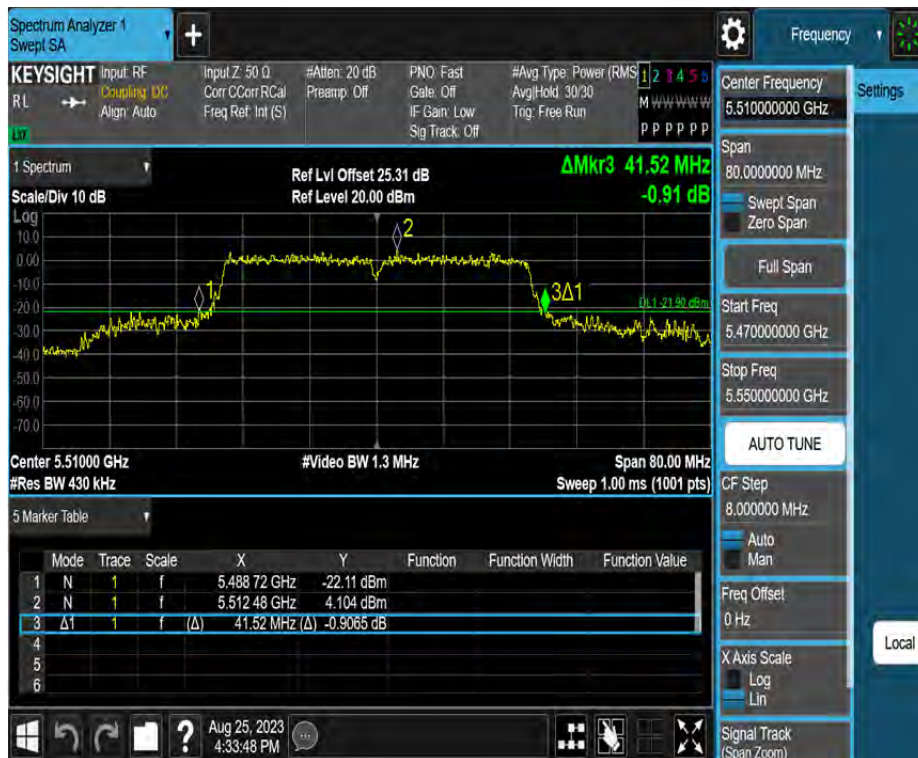 Spectrum Analyzer 1
Swept SA
+
Frequency
KEYSIGHT
RL
LXI
Input: RF
Coupling: DC
Align: Auto
Input Z: 50 Ω
Corr CCorr RCal
Freq Ref: Int (S)
#Atten: 20 dB
Preamp: Off
PNO: Fast
Gate: Off
IF Gain: Low
Sig Track: Off
#Avg Type: Power (RMS
Avg|Hold: 30/30
Trig: Free Run
1 2 3 4 5 6
M W W W W W
P P P P P P
1 Spectrum
Scale/Div 10 dB
Ref Lvl Offset 25.31 dB
Ref Level 20.00 dBm
ΔMkr3 41.52 MHz
-0.91 dB
Log
10.0
0.00
-10.0
-20.0
-30.0
-40.0
-50.0
-60.0
-70.0
1
2
3Δ1
DL1 -21.90 dBm
Center 5.51000 GHz
#Res BW 430 kHz
#Video BW 1.3 MHz
Span 80.00 MHz
Sweep 1.00 ms (1001 pts)
5 Marker Table
Mode Trace Scale X Y Function Function Width Function Value
1 N 1 f 5.488 72 GHz -22.11 dBm
2 N 1 f 5.512 48 GHz 4.104 dBm
3 Δ1 1 f (Δ) 41.52 MHz (Δ) -0.9065 dB
4
5
6
?
Aug 25, 2023
4:33:48 PM
Center Frequency
5.510000000 GHz
Span
80.0000000 MHz
Swept Span
Zero Span
Full Span
Start Freq
5.470000000 GHz
Stop Freq
5.550000000 GHz
AUTO TUNE
CF Step
8.000000 MHz
Auto
Man
Freq Offset
0 Hz
X Axis Scale
Log
Lin
Signal Track
(Span Zoom)
Settings
Local